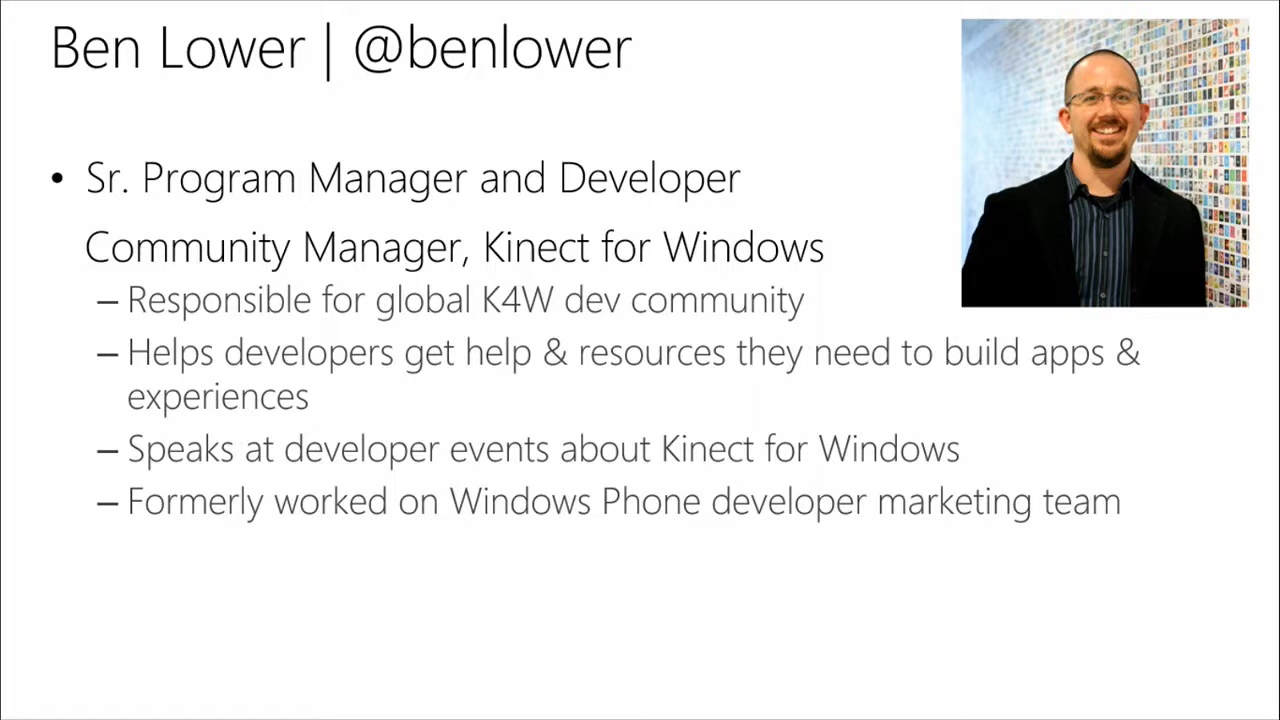 Ben Lower | @benlower
• Sr. Program Manager and Developer
Community Manager, Kinect for Windows
– Responsible for global K4W dev community
– Helps developers get help & resources they need to build apps &
experiences
– Speaks at developer events about Kinect for Windows
– Formerly worked on Windows Phone developer marketing team